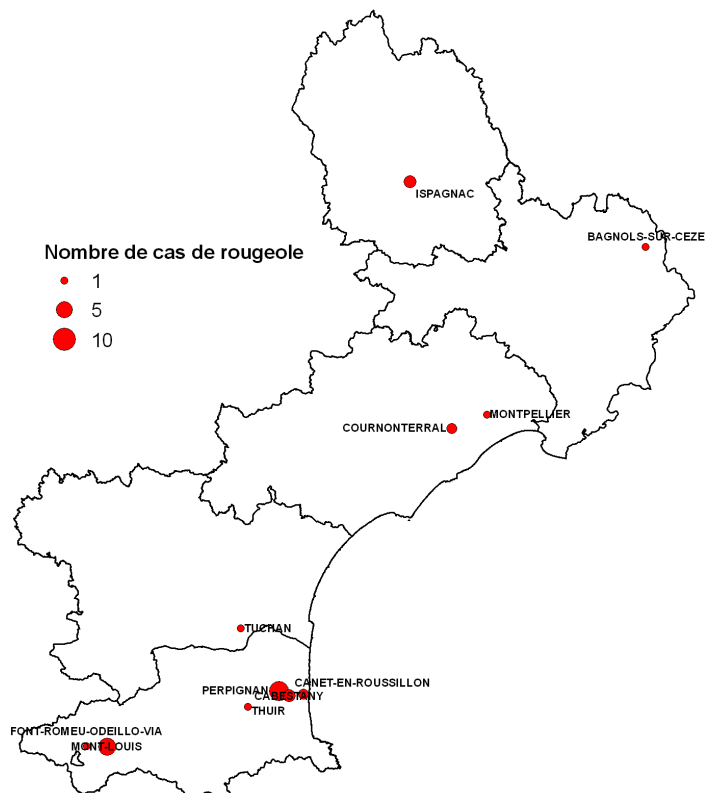 ISPAGNAC
BAGNOLS-SUR-CEZE
Nombre de cas de rougeole
1
5
10
MONTPELLIER
COURNONTERRAL
TUCHAN
CANET-EN-ROUSSILLON
PERPIGNAN
CABESTANY
THUIR
FONT-ROMEU-ODEILLO-VIA
MONT-LOUIS